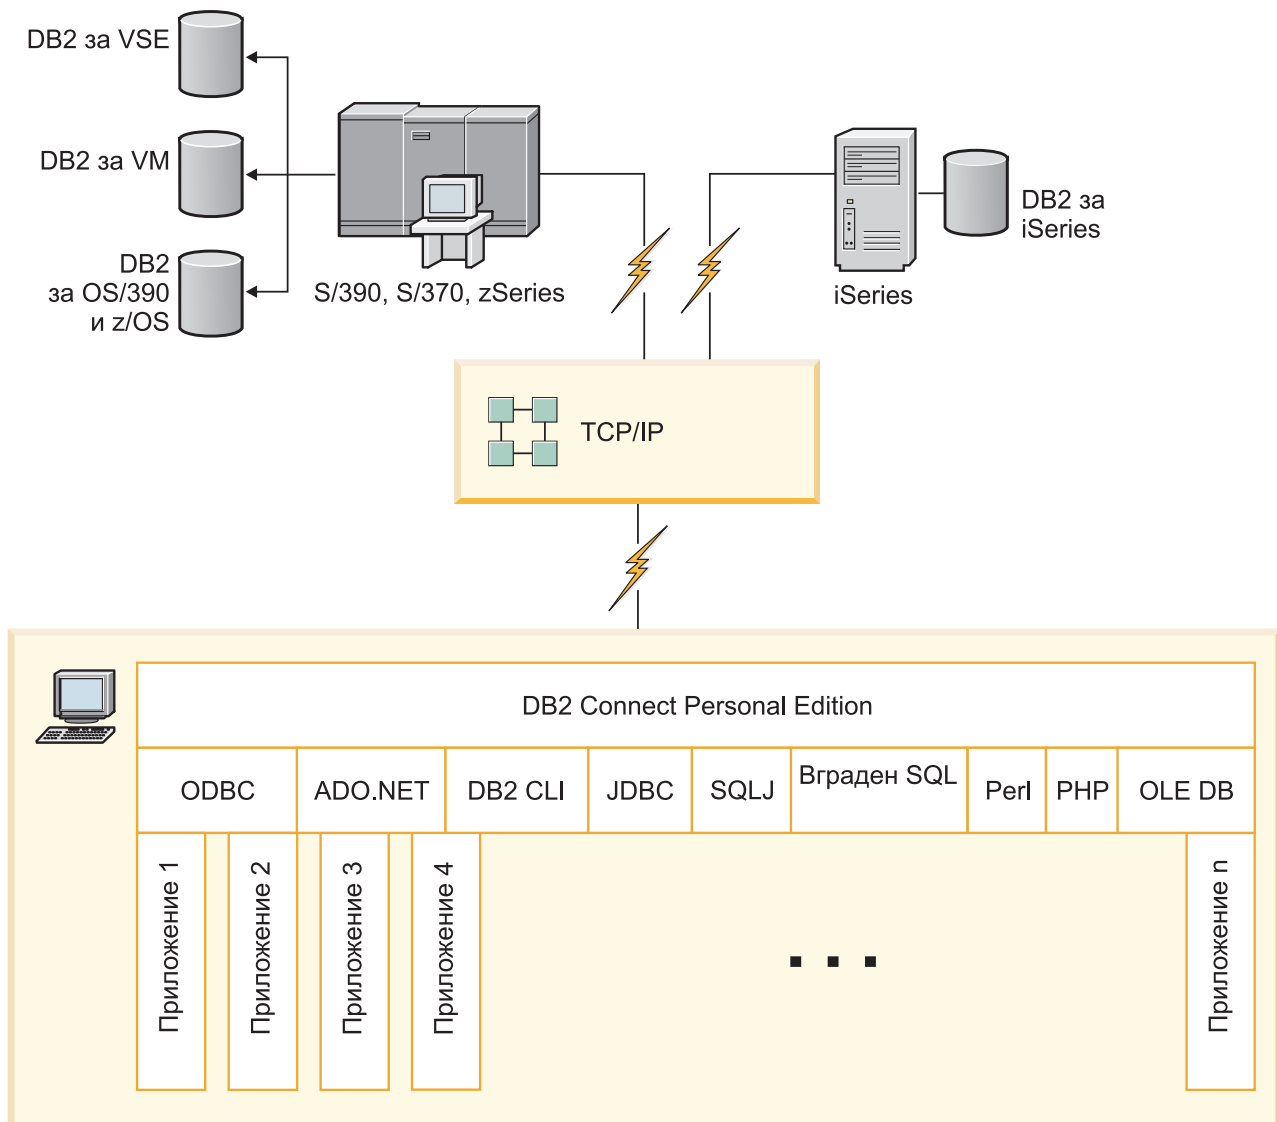 DB2 за VSE
DB2 за VM
DB2
за OS/390
и z/OS
S/390, S/370, zSeries
iSeries
DB2 за
iSeries
TCP/IP
DB2 Connect Personal Edition
ODBC
ADO.NET
DB2 CLI
JDBC
SQLJ
Вграден SQL
Perl
PHP
OLE DB
Приложение 1
Приложение 2
Приложение 3
Приложение 4
. . .
Приложение n